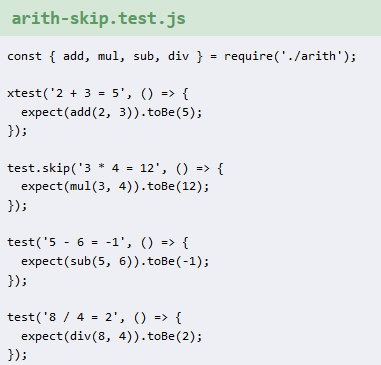 arith-skip.test.js
const { add, mul, sub, div } = require('./arith');
xtest('2 + 3 = 5', () => {
  expect(add(2, 3)).toBe(5);
});
test.skip('3 * 4 = 12', () => {
  expect(mul(3, 4)).toBe(12);
});
test('5 - 6 = -1', () => {
  expect(sub(5, 6)).toBe(-1);
});
test('8 / 4 = 2', () => {
  expect(div(8, 4)).toBe(2);
});